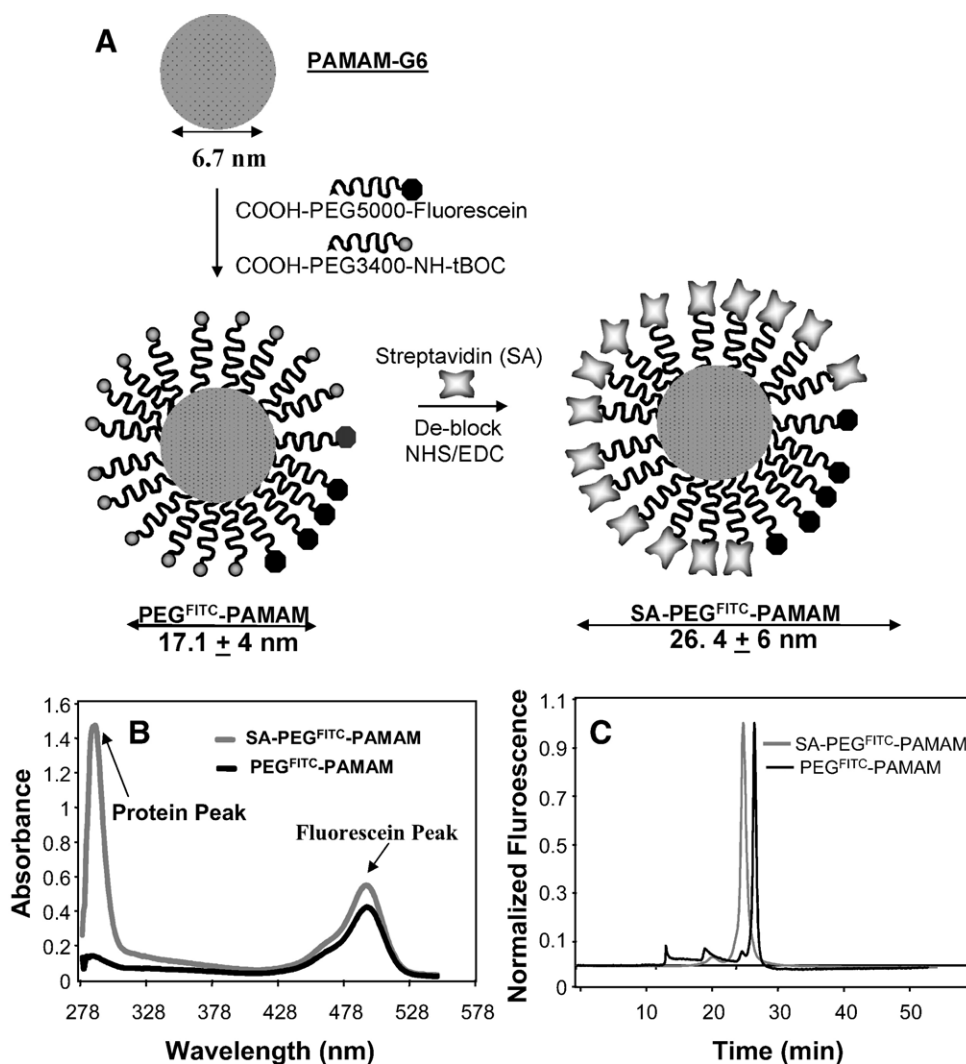 A
PAMAM-G6
6.7 nm
COOH-PEG5000-Fluorescein
COOH-PEG3400-NH-tBOC
Streptavidin (SA)
De-block
NHS/EDC
PEGFITC-PAMAM
17.1 ± 4 nm
SA-PEGFITC-PAMAM
26. 4 ± 6 nm
B
1.6
1.4
1.2
1.0
0.8
0.6
0.4
0.2
0
Absorbance
SA-PEGFITC-PAMAM
PEGFITC-PAMAM
Protein Peak
Fluorescein Peak
278 328 378 428 478 528 578
Wavelength (nm)
C
1.1
0.9
0.7
0.5
0.3
0.1
0
Normalized Fluroescence
SA-PEGFITC-PAMAM
PEGFITC-PAMAM
10 20 30 40 50
Time (min)